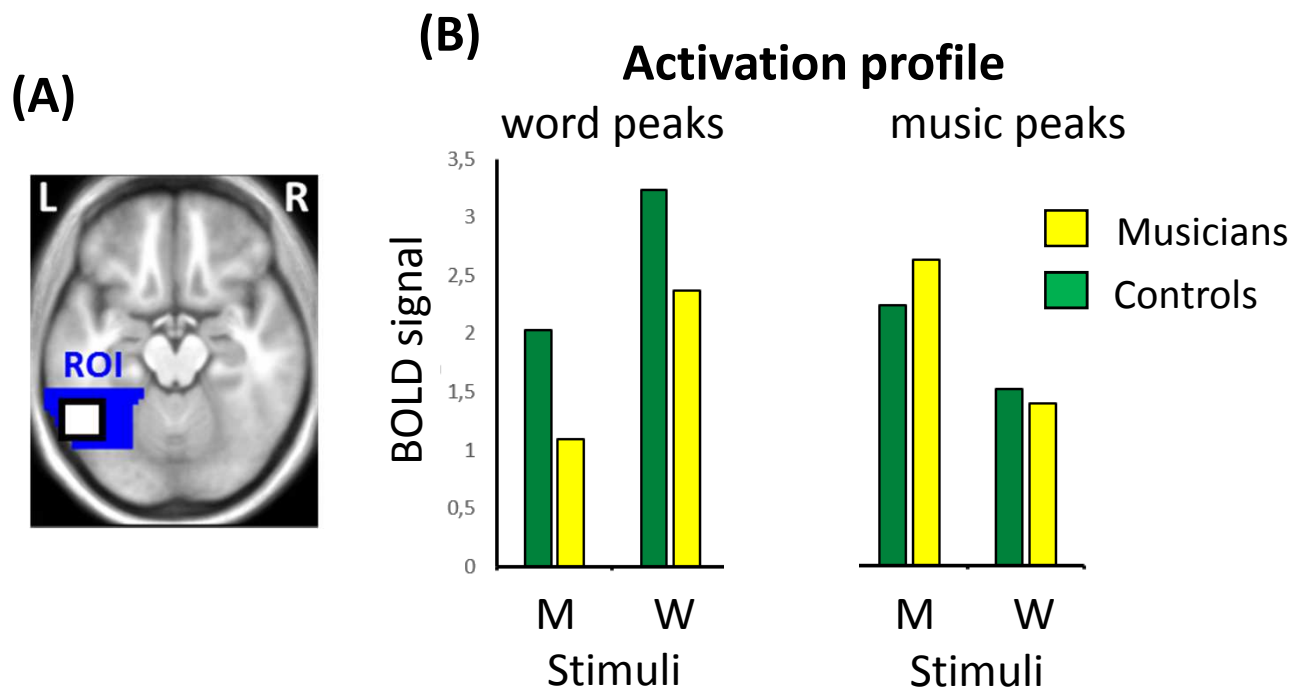 (A)
L R
ROI
(B)
Activation profile
word peaks
music peaks
BOLD signal
3,5
3
2,5
2
1,5
1
0,5
0
M W
Stimuli
M W
Stimuli
Musicians
Controls